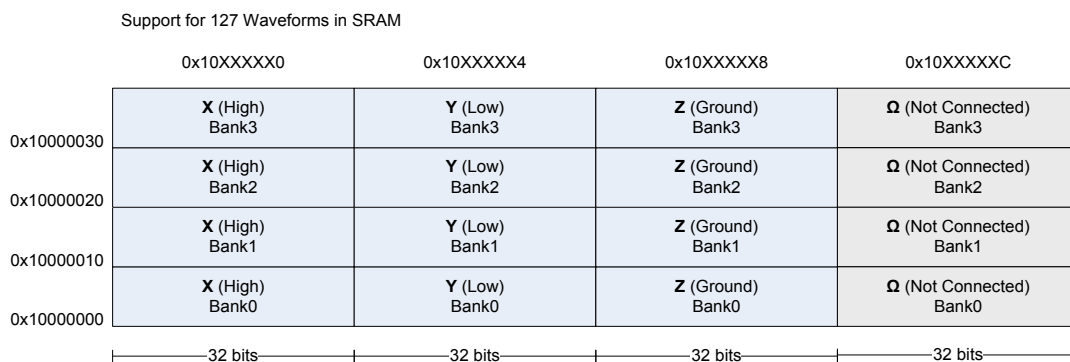 Support for 127 Waveforms in SRAM
0x10XXXXX0 0x10XXXXX4 0x10XXXXX8 0x10XXXXXC
X (High) Y (Low) Z (Ground) Ω (Not Connected)
Bank3 Bank3 Bank3 Bank3
0x10000030
X (High) Y (Low) Z (Ground) Ω (Not Connected)
Bank2 Bank2 Bank2 Bank2
0x10000020
X (High) Y (Low) Z (Ground) Ω (Not Connected)
Bank1 Bank1 Bank1 Bank1
0x10000010
X (High) Y (Low) Z (Ground) Ω (Not Connected)
Bank0 Bank0 Bank0 Bank0
0x10000000
32 bits 32 bits 32 bits 32 bits